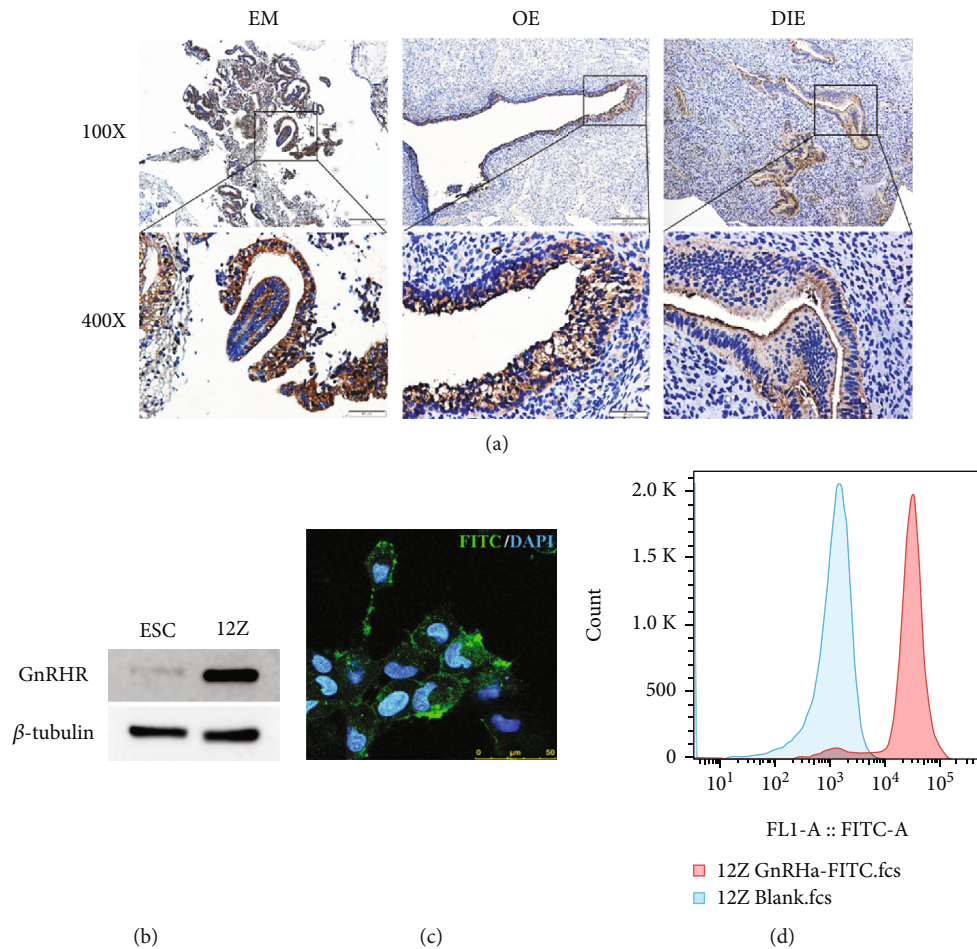 EM OE DIE
100X
400X
(a)
ESC 12Z
GnRHR
β-tubulin
(b)
FITC/DAPI
0 µm 50
(c)
2.0 K
1.5 K
1.0 K
500
0
Count
10¹ 10² 10³ 10⁴ 10⁵
FL1-A :: FITC-A
12Z GnRHa-FITC.fcs
12Z Blank.fcs
(d)